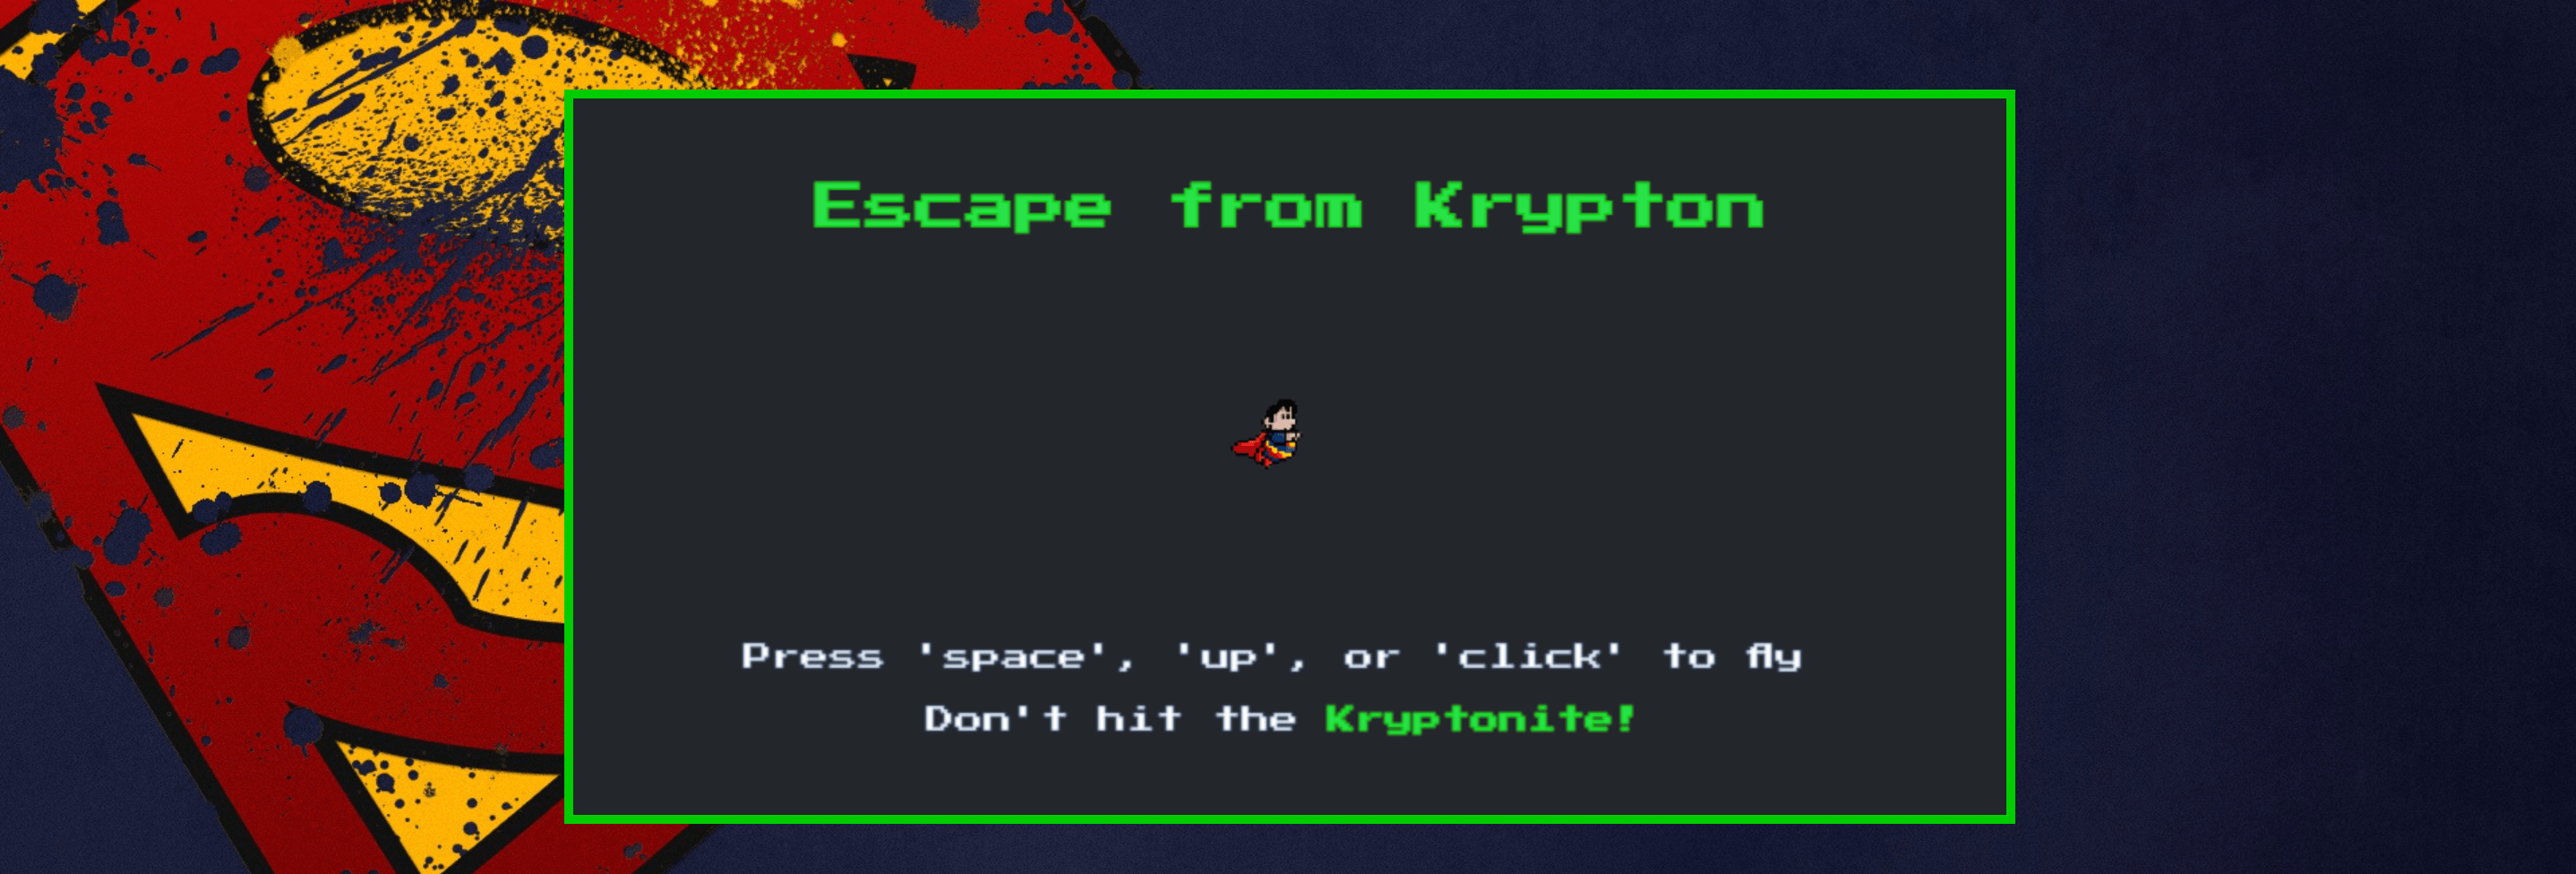 Escape from Krypton
Press 'space', 'up', or 'click' to fly
Don't hit the Kryptonite!